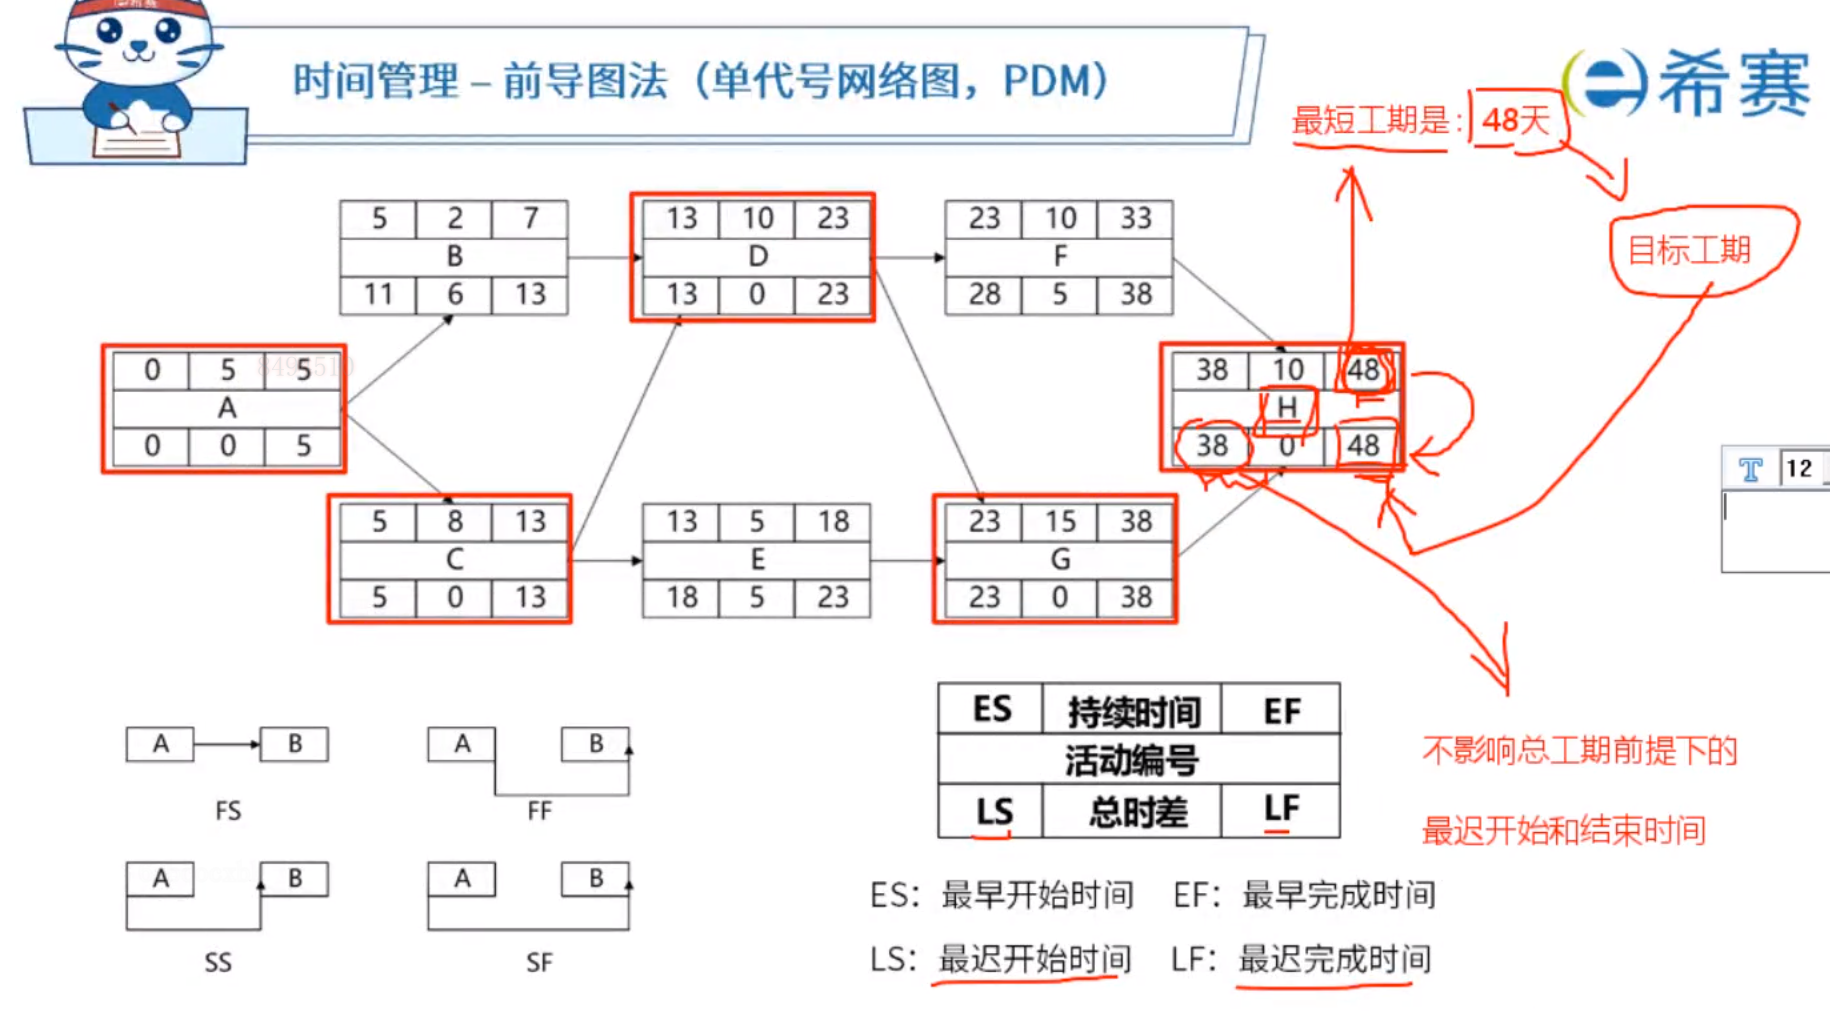 时间管理 – 前导图法（单代号网络图，PDM）
希赛
最短工期是：48天
目标工期
5 2 7
B
11 6 13
13 10 23
D
13 0 23
23 10 33
F
28 5 38
0 5 5
A
0 0 5
8493510
38 10 48
H
38 0 48
5 8 13
C
5 0 13
13 5 18
E
18 5 23
23 15 38
G
23 0 38
T 12
ES 持续时间 EF
活动编号
LS 总时差 LF
不影响总工期前提下的
最迟开始和结束时间
A B
FS
A B
FF
A B
SS
A B
SF
ES：最早开始时间 EF：最早完成时间
LS：最迟开始时间 LF：最迟完成时间